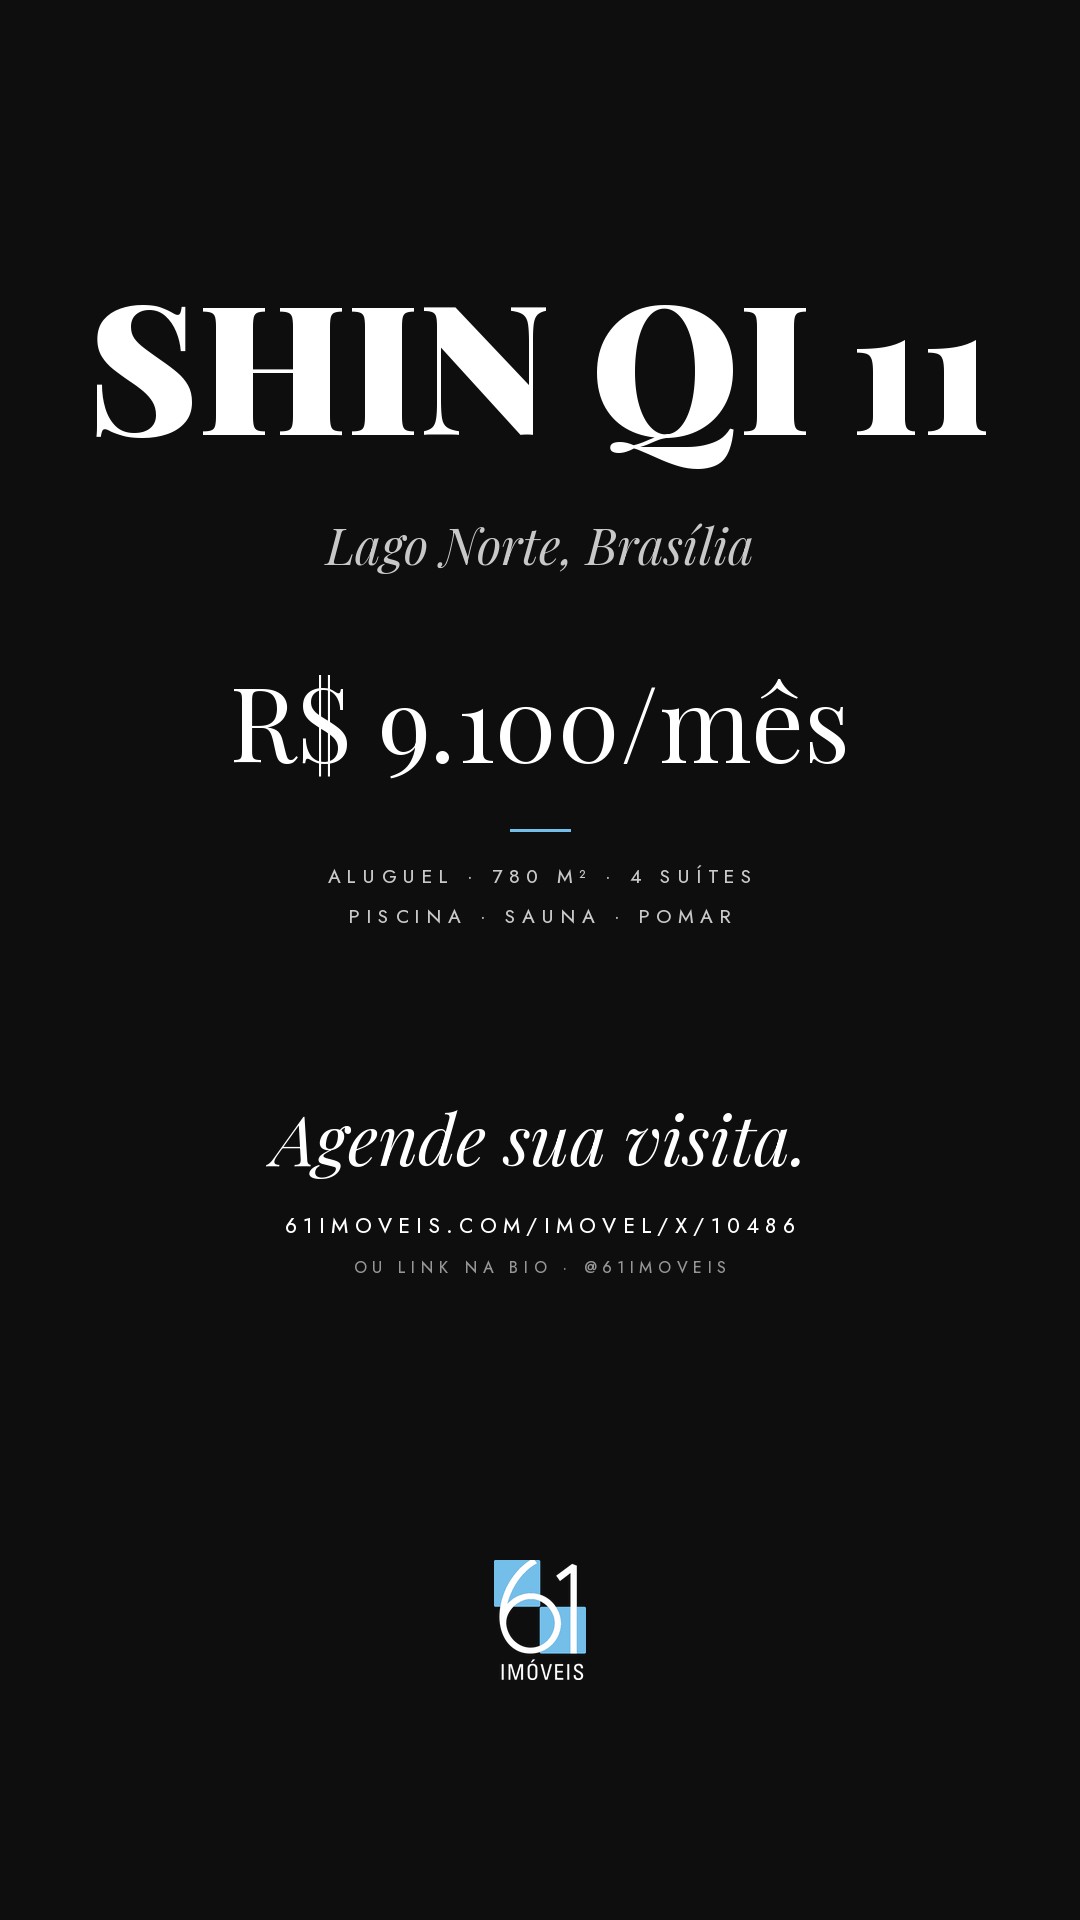 SHIN QI 11
Lago Norte, Brasília
R$ 9.100/mês
ALUGUEL · 780 M² · 4 SUÍTES
PISCINA · SAUNA · POMAR
Agende sua visita.
61IMOVEIS.COM/IMOVEL/X/10486
OU LINK NA BIO · @61IMOVEIS
61
IMÓVEIS